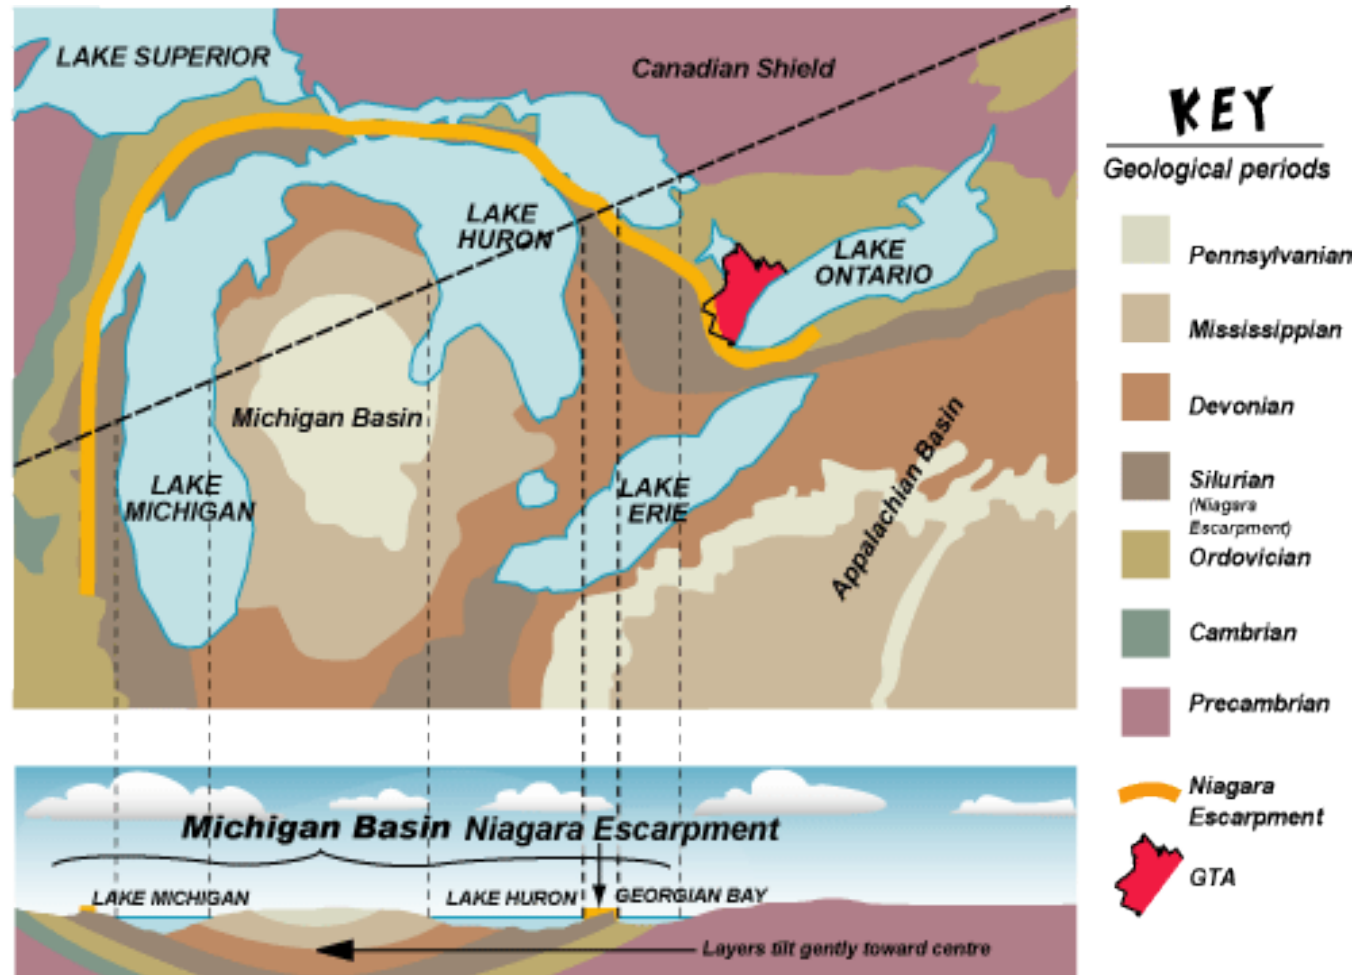 LAKE SUPERIOR
Canadian Shield
LAKE
HURON
LAKE
ONTARIO
Michigan Basin
LAKE
MICHIGAN
LAKE
ERIE
Appalachian Basin
KEY
Geological periods
Pennsylvanian
Mississippian
Devonian
Silurian
(Niagara
Escarpment)
Ordovician
Cambrian
Precambrian
Niagara
Escarpment
GTA
Michigan Basin Niagara Escarpment
LAKE MICHIGAN
LAKE HURON
GEORGIAN BAY
Layers tilt gently toward centre